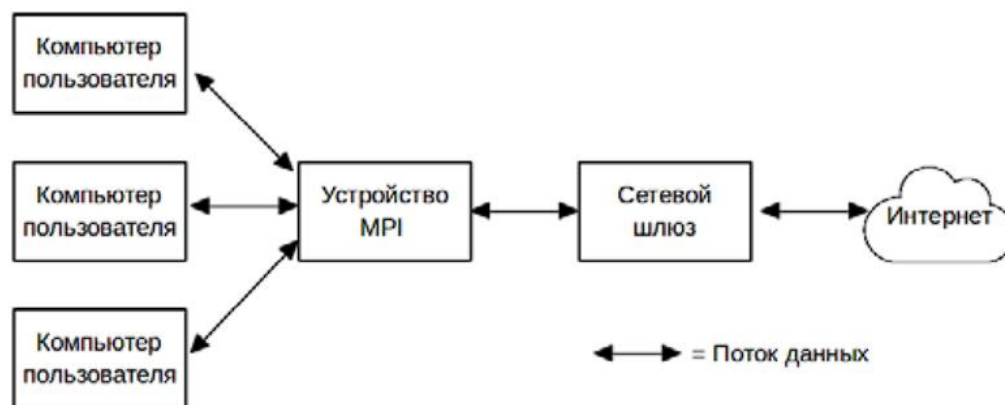 Компьютер
пользователя
Компьютер
пользователя
Устройство
MPI
Сетевой
шлюз
Интернет
Компьютер
пользователя
= Поток данных